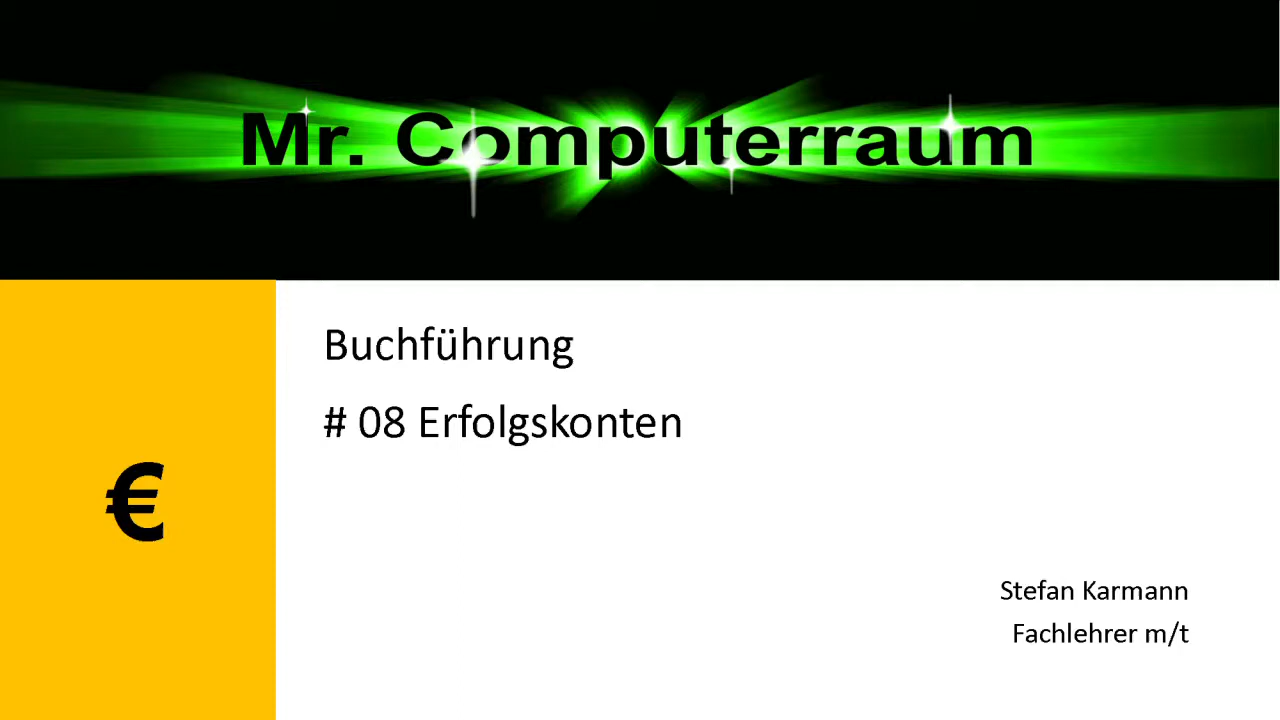 Mr. Computerraum
Buchführung
# 08 Erfolgskonten
€
Stefan Karmann
Fachlehrer m/t